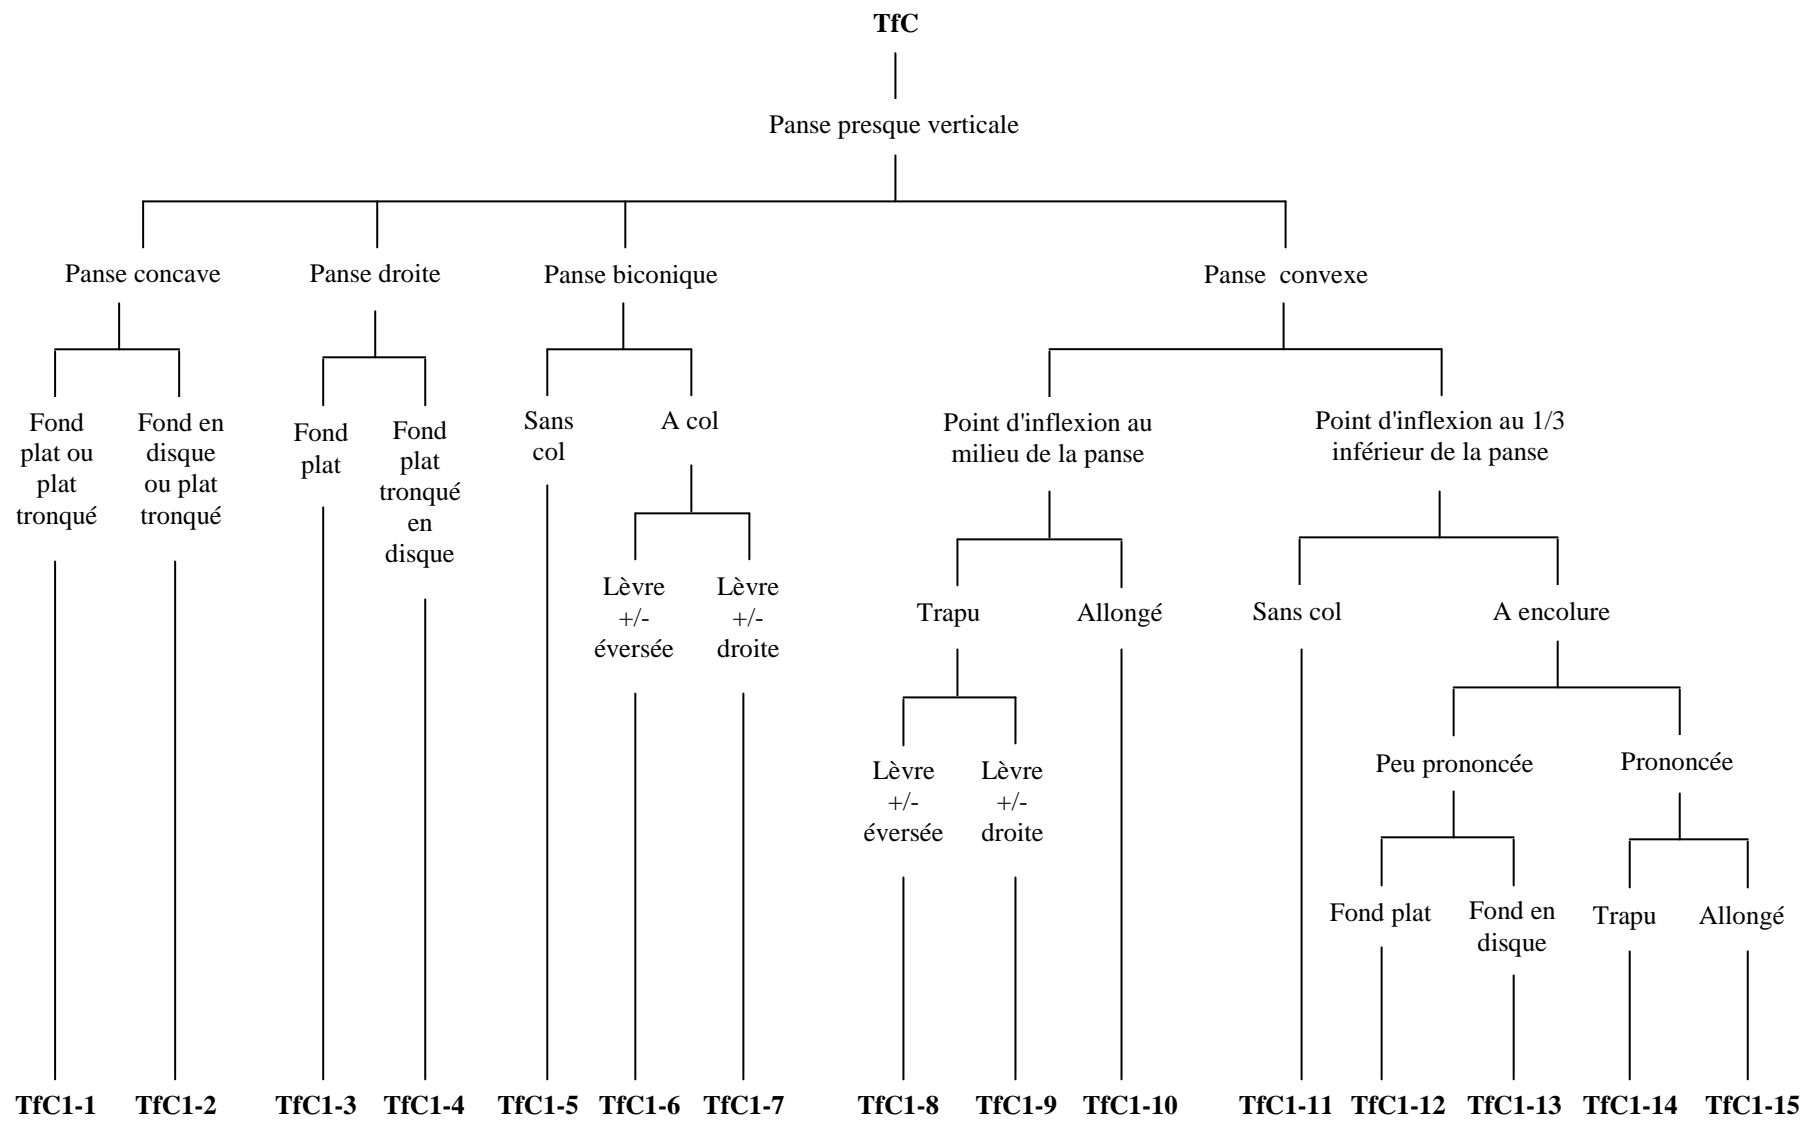 TfC
Panse presque verticale
Panse concave
Panse droite
Panse biconique
Panse convexe
Fond
plat ou
plat
tronqué
Fond en
disque
ou plat
tronqué
Fond
plat
Fond
plat
tronqué
en
disque
Sans
col
A col
Point d'inflexion au
milieu de la panse
Point d'inflexion au 1/3
inférieur de la panse
Lèvre
+/-
éversée
Lèvre
+/-
droite
Trapu
Allongé
Sans col
A encolure
Lèvre
+/-
éversée
Lèvre
+/-
droite
Peu prononcée
Prononcée
Fond plat
Fond en
disque
Trapu
Allongé
TfC1-1
TfC1-2
TfC1-3
TfC1-4
TfC1-5
TfC1-6
TfC1-7
TfC1-8
TfC1-9
TfC1-10
TfC1-11
TfC1-12
TfC1-13
TfC1-14
TfC1-15